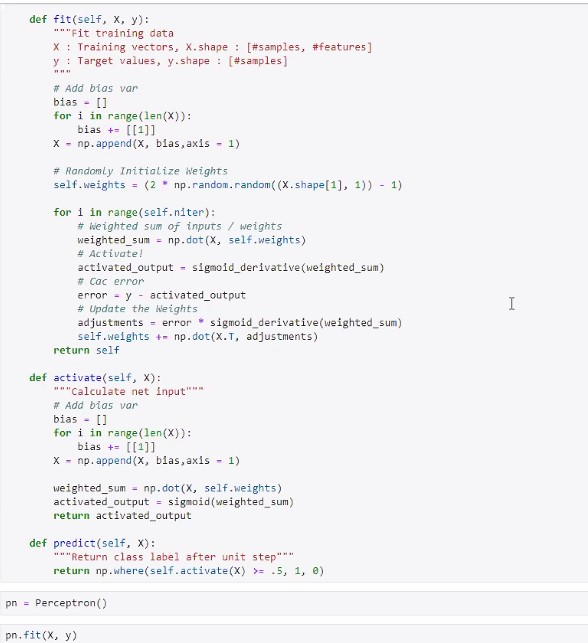 def fit(self, X, y):
"""Fit training data
X : Training vectors, X.shape : [#samples, #features]
y : Target values, y.shape : [#samples]
"""
# Add bias var
bias = []
for i in range(len(X)):
bias += [[1]]
X = np.append(X, bias,axis = 1)
# Randomly Initialize Weights
self.weights = (2 * np.random.random((X.shape[1], 1)) - 1)
for i in range(self.niter):
# Weighted sum of inputs / weights
weighted_sum = np.dot(X, self.weights)
# Activate!
activated_output = sigmoid_derivative(weighted_sum)
# Cac error
error = y - activated_output
# Update the Weights
adjustments = error * sigmoid_derivative(weighted_sum)
self.weights += np.dot(X.T, adjustments)
return self
def activate(self, X):
"""Calculate net input"""
# Add bias var
bias = []
for i in range(len(X)):
bias += [[1]]
X = np.append(X, bias,axis = 1)
weighted_sum = np.dot(X, self.weights)
activated_output = sigmoid(weighted_sum)
return activated_output
def predict(self, X):
"""Return class label after unit step"""
return np.where(self.activate(X) >= .5, 1, 0)
pn = Perceptron()
pn.fit(X, y)